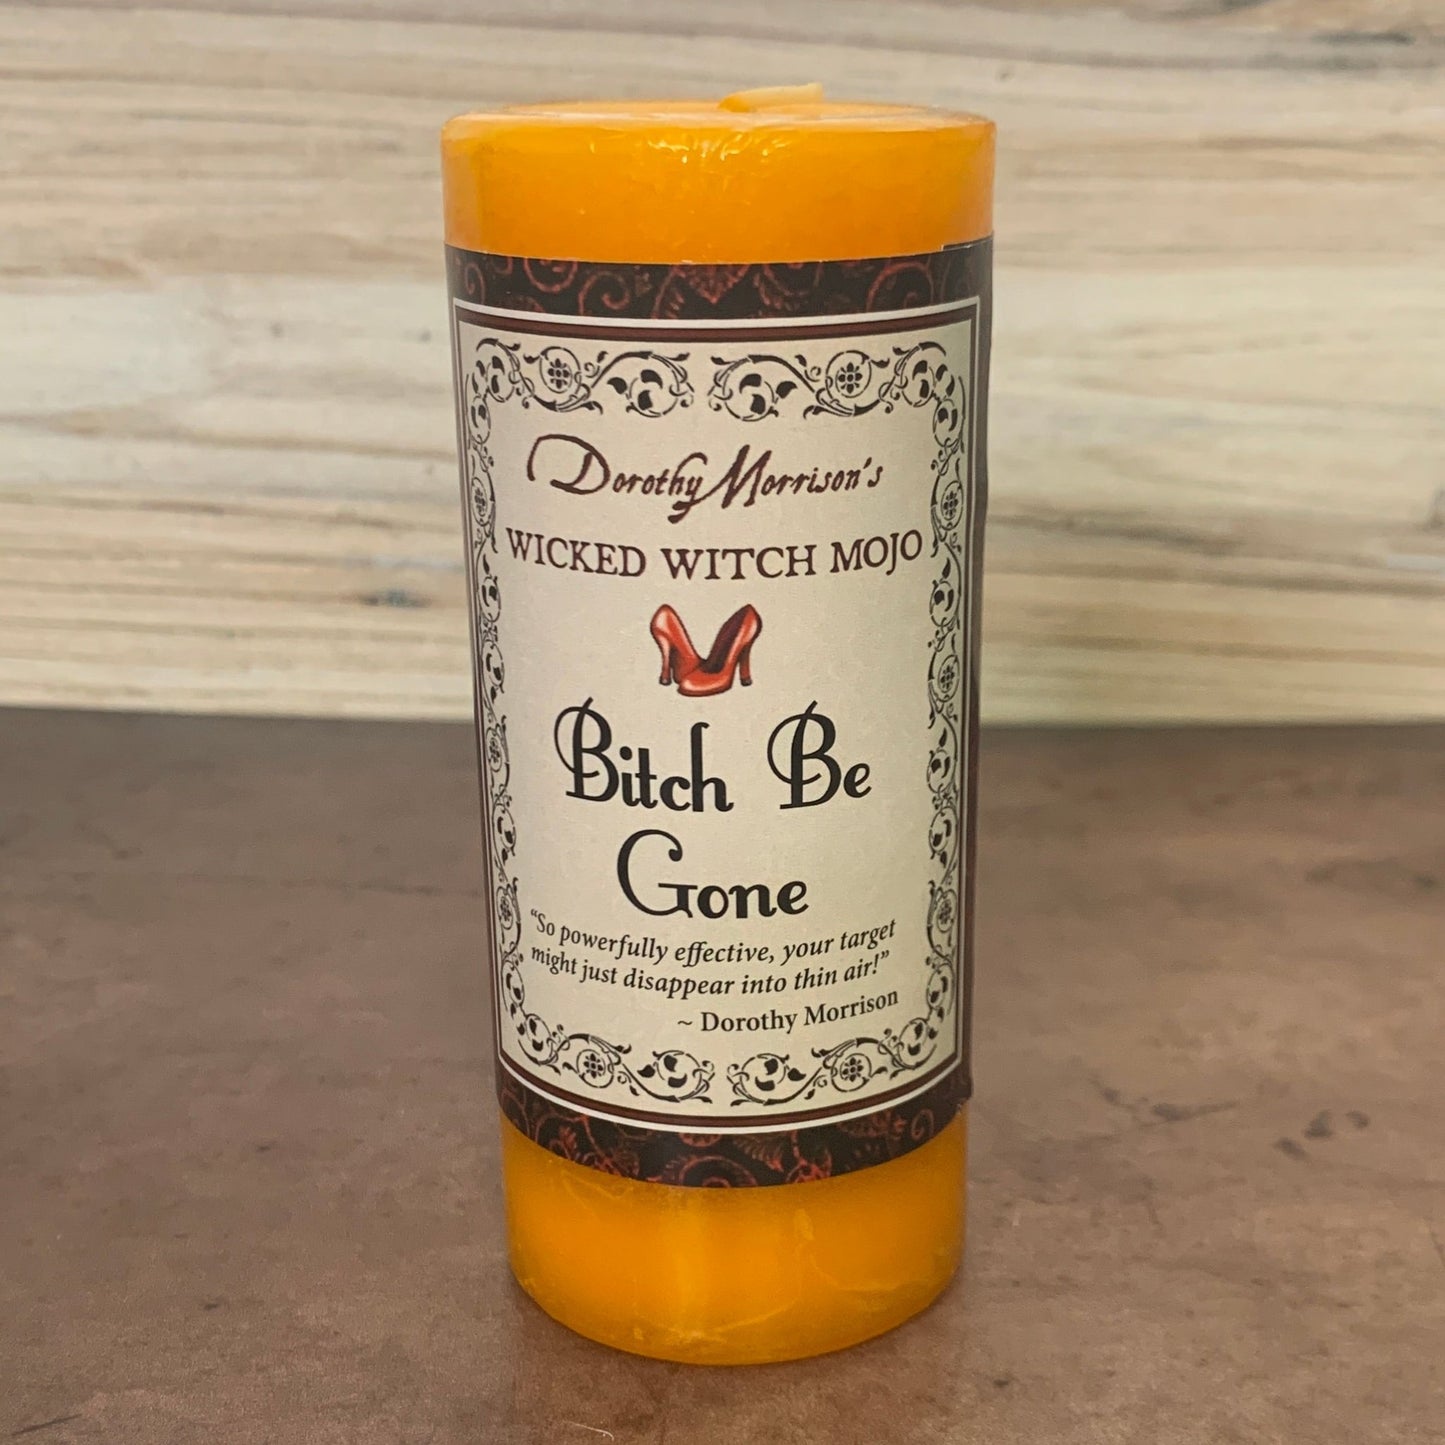 Dorothy Morrison's
WICKED WITCH MOJO
Bitch Be
Gone
“So powerfully effective, your target
might just disappear into thin air!”
~ Dorothy Morrison